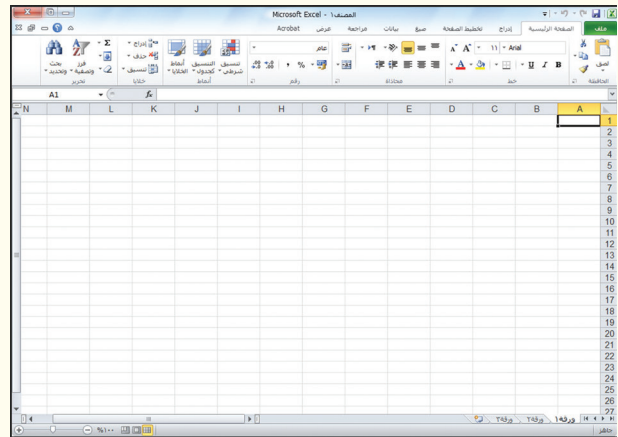 المصنف١ - Microsoft Excel
ملف الصفحة الرئيسية إدراج تخطيط الصفحة صيغ بيانات مراجعة عرض Acrobat
لصق
الحافظة
Arial ١١
B I U
خط
محاذاة
عام
%
رقم
تنسيق شرطي
التنسيق كجدول
أنماط الخلايا
أنماط
إدراج
حذف
تنسيق
خلايا
Σ
فرز وتصفية
بحث وتحديد
تحرير
A1 fx
A B C D E F G H I J K L M N
1
2
3
4
5
6
7
8
9
10
11
12
13
14
15
16
17
18
19
20
21
22
23
24
25
26
27
ورقة١ ورقة٢ ورقة٣
جاهز ١٠٠%